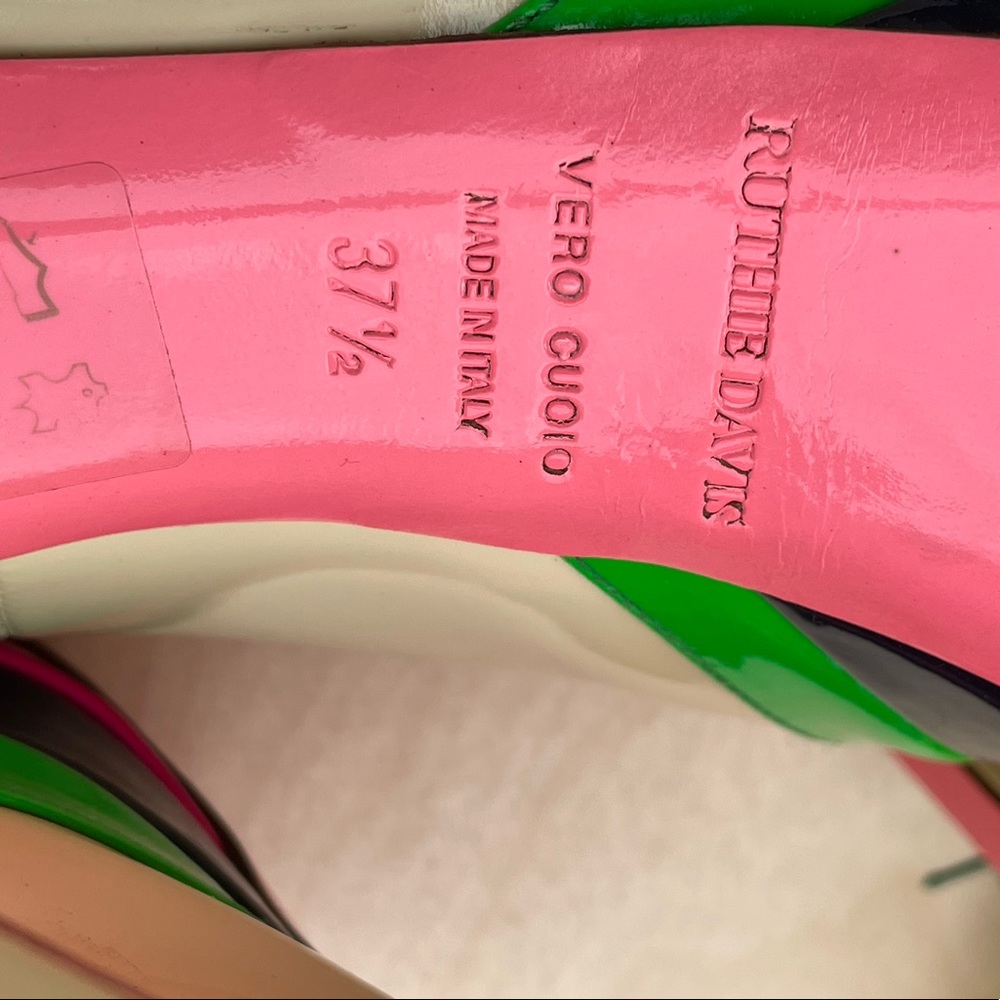 RUTHIE DAVIS
VERO CUOIO
MADE IN ITALY
37½